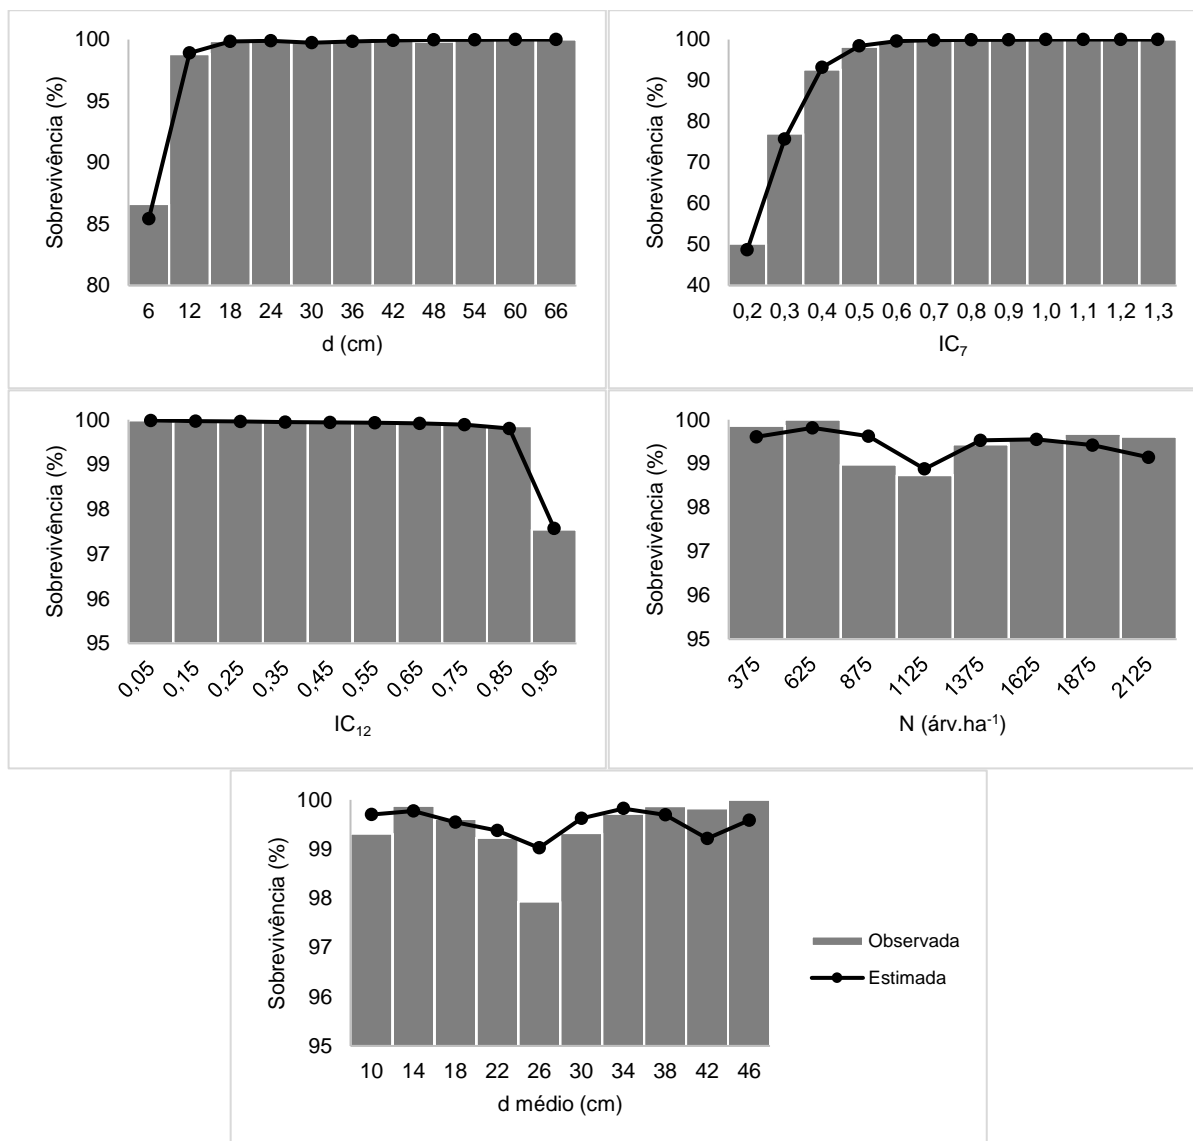 Sobrevivência (%)
100
95
90
85
80
6 12 18 24 30 36 42 48 54 60 66
d (cm)
Sobrevivência (%)
100
90
80
70
60
50
40
0,2 0,3 0,4 0,5 0,6 0,7 0,8 0,9 1,0 1,1 1,2 1,3
IC₇
Sobrevivência (%)
100
99
98
97
96
95
0,05 0,15 0,25 0,35 0,45 0,55 0,65 0,75 0,85 0,95
IC₁₂
Sobrevivência (%)
100
99
98
97
96
95
375 625 875 1125 1375 1625 1875 2125
N (árv.ha⁻¹)
Sobrevivência (%)
100
99
98
97
96
95
10 14 18 22 26 30 34 38 42 46
d médio (cm)
Observada
Estimada